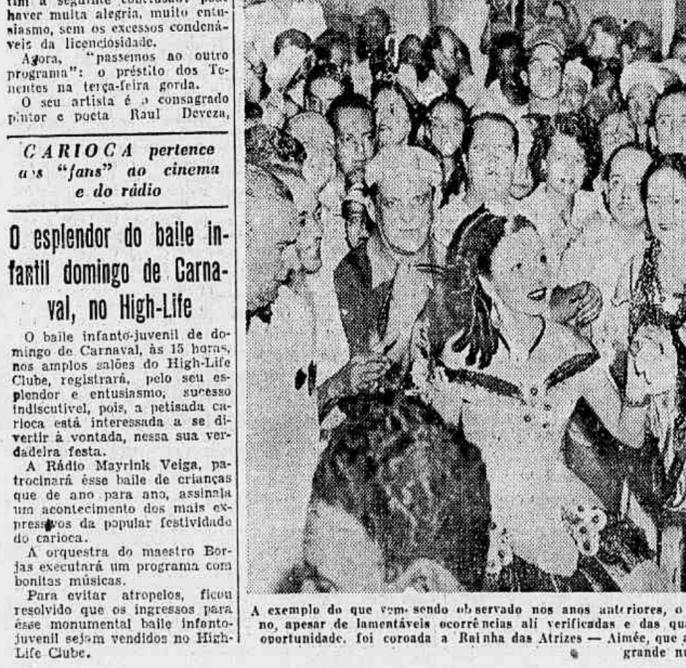 tim a seguinte
haver muita alegria, muito entu-
siasmo, sem os excessos condená-
veis da licenciosidade.
Agora, "passemos ao outro
programa": o préstito dos Te-
nentes na terça-feira gorda.
O seu artista é o consagrado
pintor e poeta Raul Deveza,
CARIOCA pertence
aos "fans" do cinema
e do rádio
O esplendor do baile in-
fantil domingo de Carna-
val, no High-Life
O baile infanto-juvenil de do-
mingo de Carnaval, às 15 horas,
nos amplos salões do High-Life
Clube, registrará, pelo seu es-
plendor e entusiasmo, sucesso
indiscutivel, pois, a petisada ca-
rioca está interessada a se di-
vertir à vontada, nessa sua ver-
dadeira festa.
A Rádio Mayrink Veiga, pa-
trocinará êsse baile de crianças
que de ano para ano, assinala
um acontecimento dos mais ex-
pressivos da popular festividade
do carioca.
A orquestra do maestro Bor-
jas executará um programa com
bonitas músicas.
Para evitar atropelos, ficou
resolvido que os ingressos para
êsse monumental baile infanto-
juvenil sejam vendidos no High-
Life Clube.
A exemplo do que vem sendo observado nos anos anteriores, o
no, apesar de lamentáveis ocorrências ali verificadas e das qu
oportunidade, foi coroada a Rainha das Atrizes — Aimée, que a
grande nu